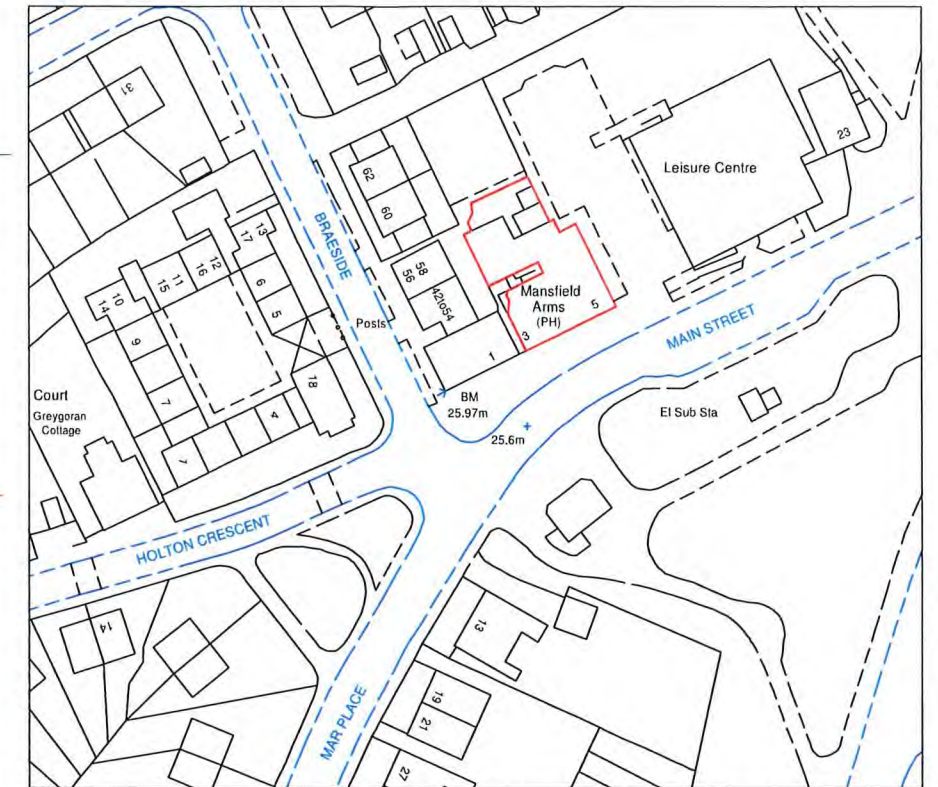 31
62
60
58
56
42to54
BRAESIDE
Leisure Centre
23
13
17
12
16
11
15
10
14
6
5
9
7
4
1
18
Posts
Mansfield
Arms
(PH)
3
5
1
MAIN STREET
BM
25.97m
25.6m
El Sub Sta
Court
Greygoran
Cottage
HOLTON CRESCENT
14
MAR PLACE
13
19
21
27